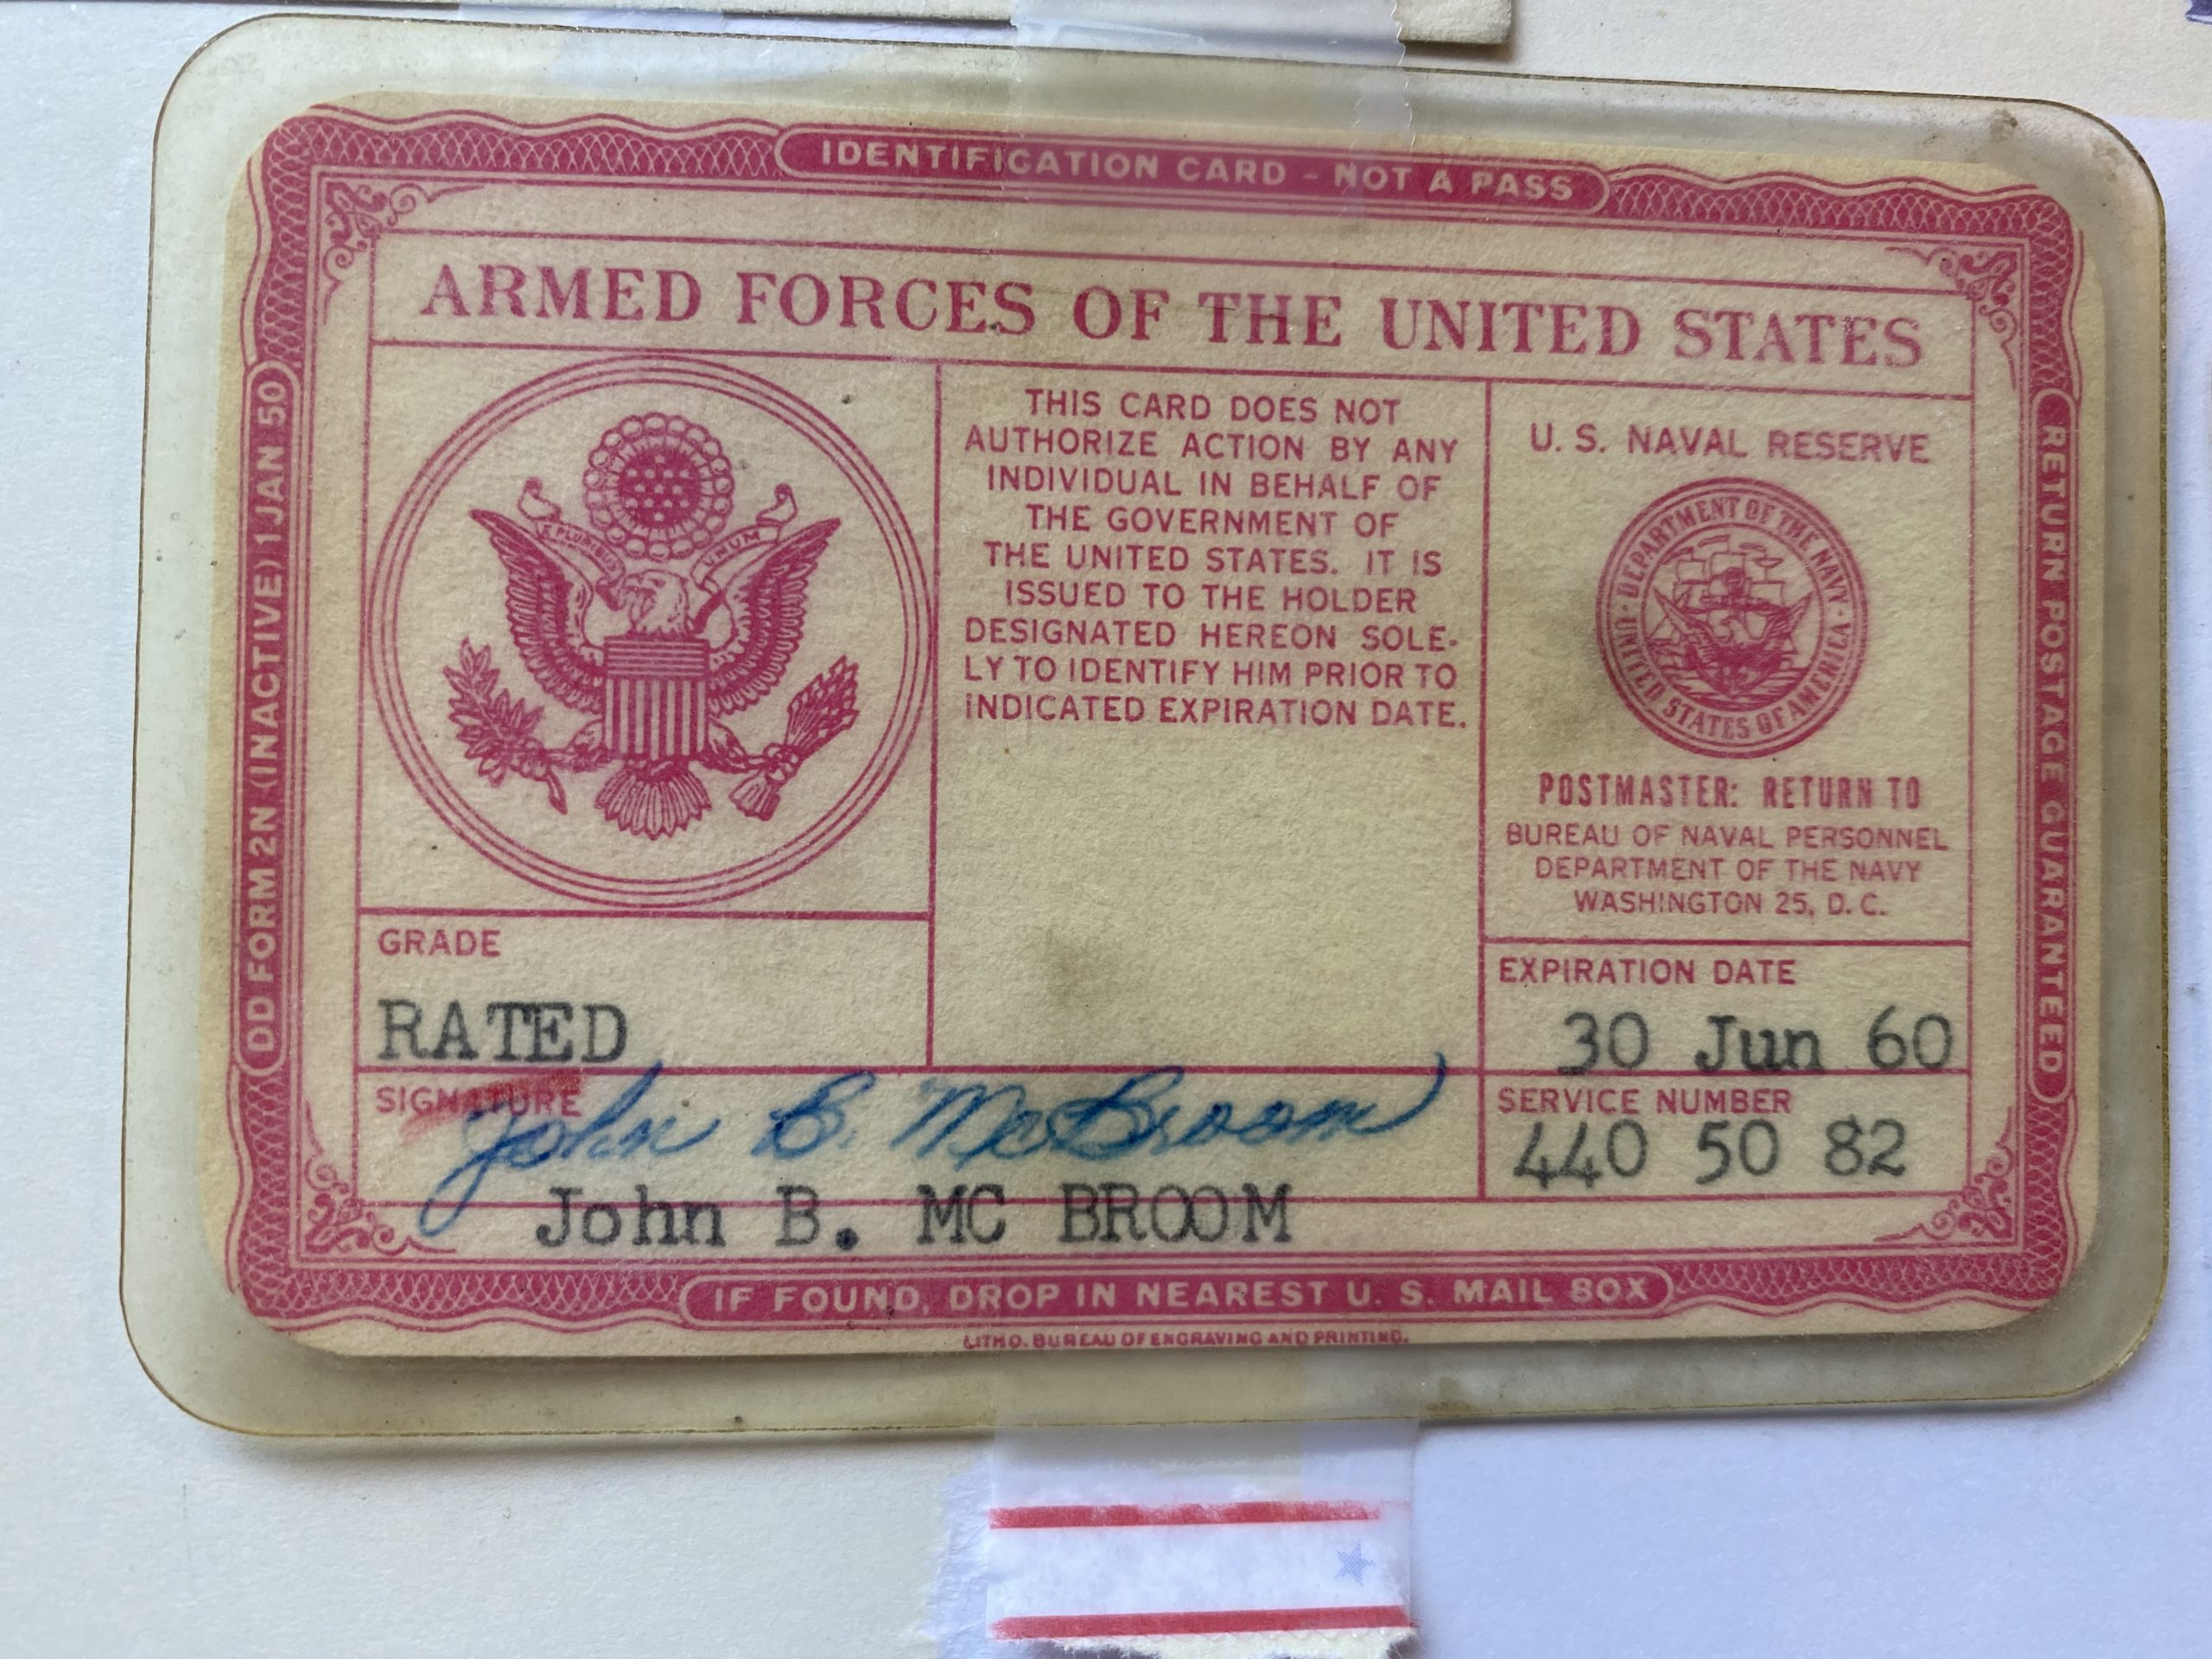 IDENTIFICATION CARD - NOT A PASS
DD FORM 2N (INACTIVE) 1 JAN 50
RETURN POSTAGE GUARANTEED
ARMED FORCES OF THE UNITED STATES
E PLURIBUS UNUM
THIS CARD DOES NOT
AUTHORIZE ACTION BY ANY
INDIVIDUAL IN BEHALF OF
THE GOVERNMENT OF
THE UNITED STATES. IT IS
ISSUED TO THE HOLDER
DESIGNATED HEREON SOLE-
LY TO IDENTIFY HIM PRIOR TO
INDICATED EXPIRATION DATE.
U. S. NAVAL RESERVE
DEPARTMENT OF THE NAVY
UNITED STATES OF AMERICA
POSTMASTER: RETURN TO
BUREAU OF NAVAL PERSONNEL
DEPARTMENT OF THE NAVY
WASHINGTON 25, D. C.
GRADE
RATED
EXPIRATION DATE
30 Jun 60
SIGNATURE
John B. McBroom
John B. MC BROOM
SERVICE NUMBER
440 50 82
IF FOUND, DROP IN NEAREST U. S. MAIL BOX
LITHO. BUREAU OF ENGRAVING AND PRINTING.